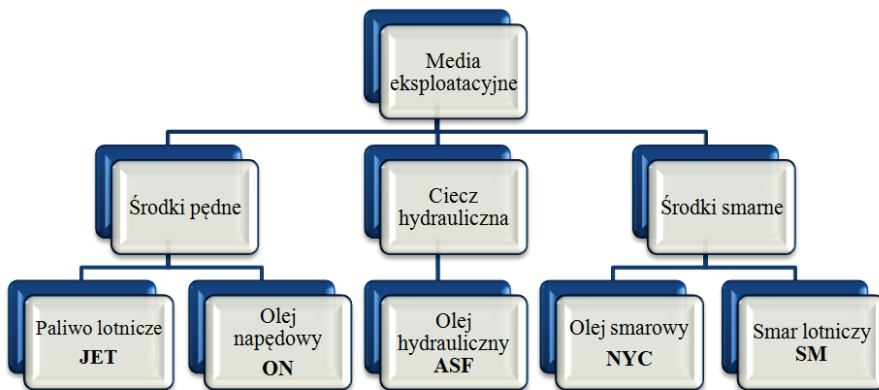 Media
eksploatacyjne
Środki pędne
Ciecz
hydrauliczna
Środki smarne
Paliwo lotnicze
JET
Olej
napędowy
ON
Olej
hydrauliczny
ASF
Olej smarowy
NYC
Smar lotniczy
SM